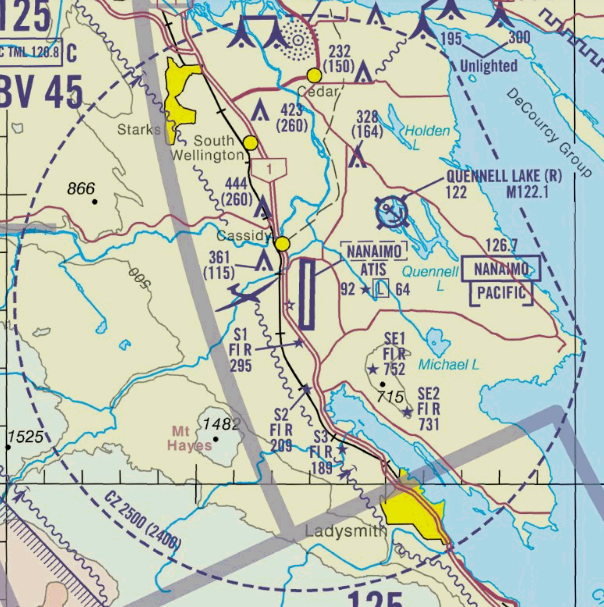 125
C TML 120.8 C
BV 45
232
(150)
195 300
Unlighted
Cedar
423
(260)
328
(164)
Holden
L
DeCourcy Group
Starks
South
Wellington
1
866
444
(260)
QUENNELL LAKE (R)
122 M122.1
Cassidy
361
(115)
NANAIMO
ATIS
92 L 64
Quennell
L
126.7
NANAIMO
PACIFIC
500
S1
FI R
295
SE1
FI R
752
715
Michael L
SE2
FI R
731
S2
FI R
209
S3
FI R
189
1525
Mt
Hayes
1482
CZ 2500 (2400)
Ladysmith
125